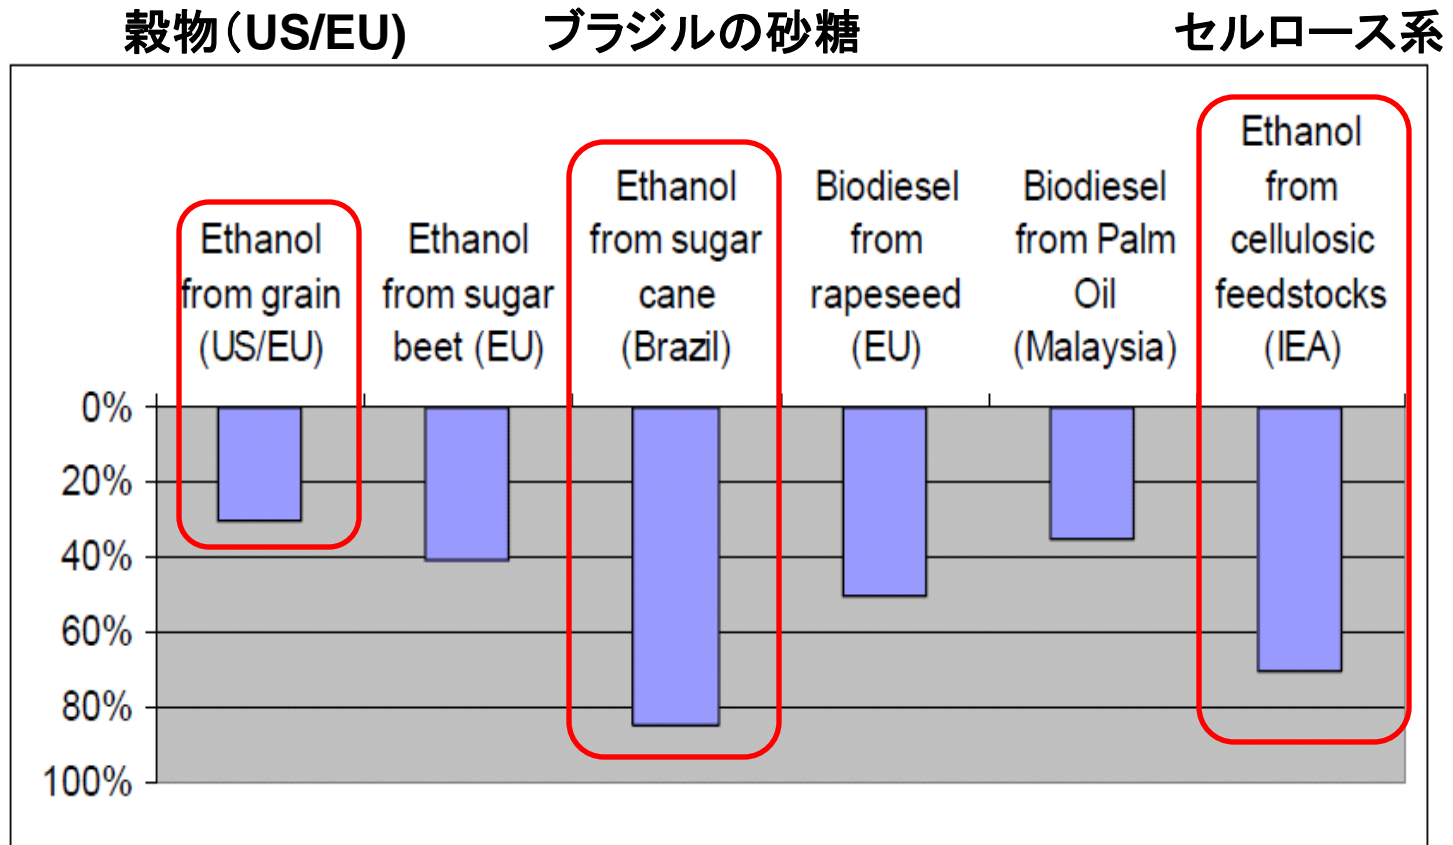 穀物(US/EU)
ブラジルの砂糖
セルロース系
Ethanol
from grain
(US/EU)
Ethanol
from sugar
beet (EU)
Ethanol
from sugar
cane
(Brazil)
Biodiesel
from
rapeseed
(EU)
Biodiesel
from Palm
Oil
(Malaysia)
Ethanol
from
cellulosic
feedstocks
(IEA)
0%
20%
40%
60%
80%
100%